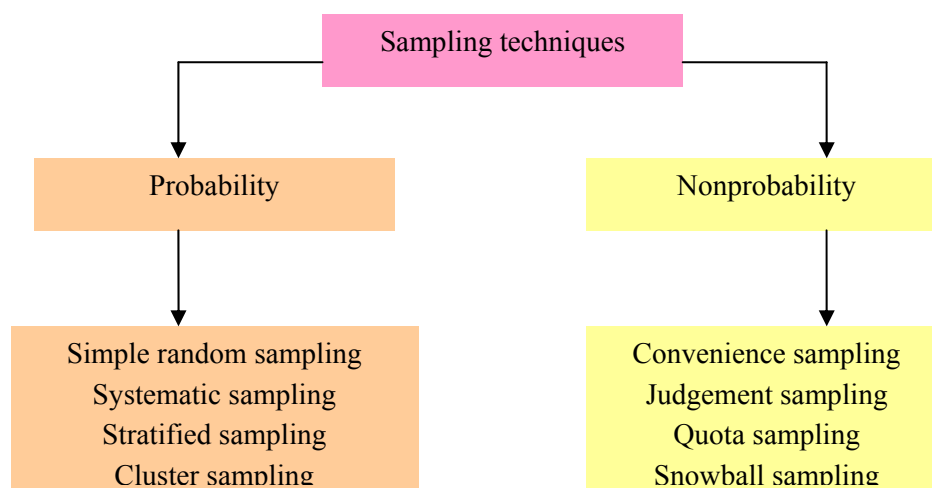 Sampling techniques
Probability
Nonprobability
Simple random sampling
Systematic sampling
Stratified sampling
Cluster sampling
Convenience sampling
Judgement sampling
Quota sampling
Snowball sampling